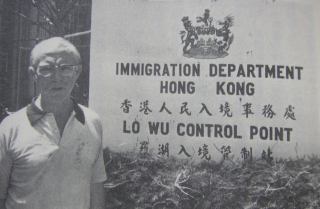 IMMIGRATION DEPARTMENT
HONG KONG
香港人民入境事務處
LO WU CONTROL POINT
羅湖入境管制站